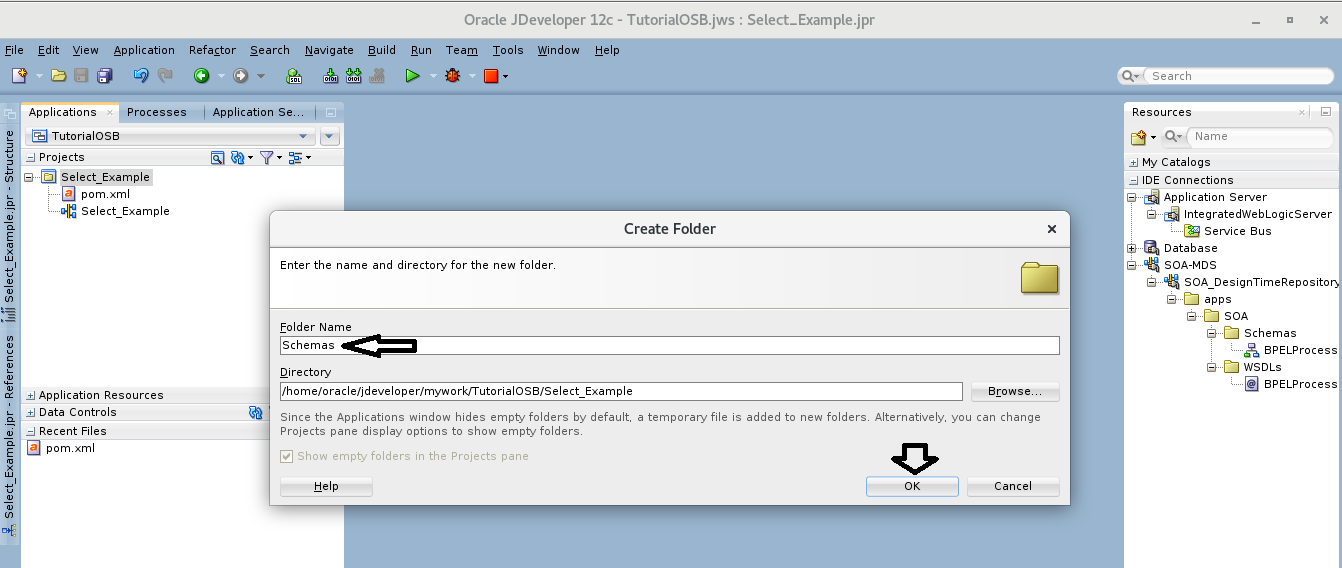 Oracle JDeveloper 12c - TutorialOSB.jws : Select_Example.jpr
File Edit View Application Refactor Search Navigate Build Run Team Tools Window Help
Search
Select_Example.jpr - Structure
Select_Example.jpr - References
Applications Processes Application Se...
TutorialOSB
Projects
Select_Example
pom.xml
Select_Example
Application Resources
Data Controls
Recent Files
pom.xml
Create Folder
Enter the name and directory for the new folder.
Folder Name
Schemas
Directory
/home/oracle/jdeveloper/mywork/TutorialOSB/Select_Example
Browse...
Since the Applications window hides empty folders by default, a temporary file is added to new folders. Alternatively, you can change
Projects pane display options to show empty folders.
Show empty folders in the Projects pane
Help
OK
Cancel
Resources
Name
My Catalogs
IDE Connections
Application Server
IntegratedWebLogicServer
Service Bus
Database
SOA-MDS
SOA_DesignTimeRepository
apps
SOA
Schemas
BPELProcess
WSDLs
BPELProcess